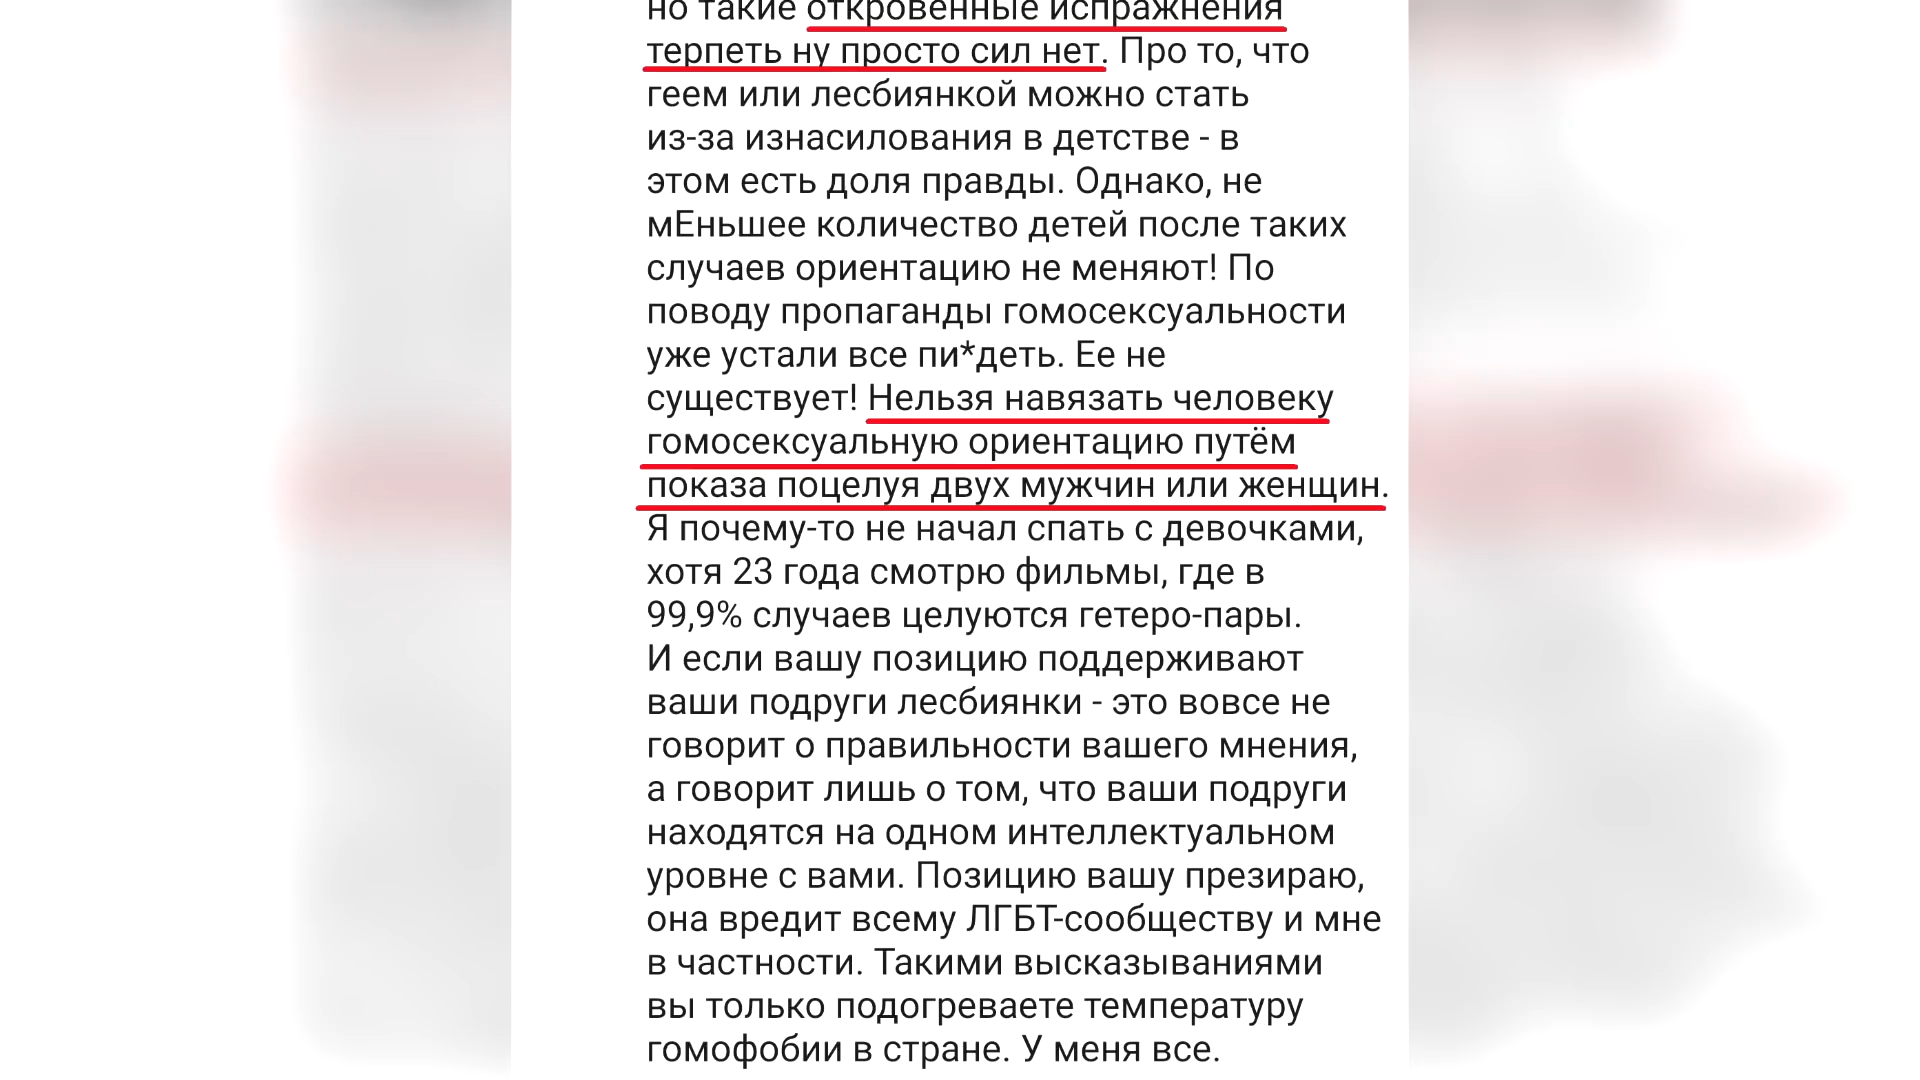 но такие откровенные испражнения
терпеть ну просто сил нет. Про то, что
геем или лесбиянкой можно стать
из-за изнасилования в детстве - в
этом есть доля правды. Однако, не
мЕньшее количество детей после таких
случаев ориентацию не меняют! По
поводу пропаганды гомосексуальности
уже устали все пи*деть. Ее не
существует! Нельзя навязать человеку
гомосексуальную ориентацию путём
показа поцелуя двух мужчин или женщин.
Я почему-то не начал спать с девочками,
хотя 23 года смотрю фильмы, где в
99,9% случаев целуются гетеро-пары.
И если вашу позицию поддерживают
ваши подруги лесбиянки - это вовсе не
говорит о правильности вашего мнения,
а говорит лишь о том, что ваши подруги
находятся на одном интеллектуальном
уровне с вами. Позицию вашу презираю,
она вредит всему ЛГБТ-сообществу и мне
в частности. Такими высказываниями
вы только подогреваете температуру
гомофобии в стране. У меня все.